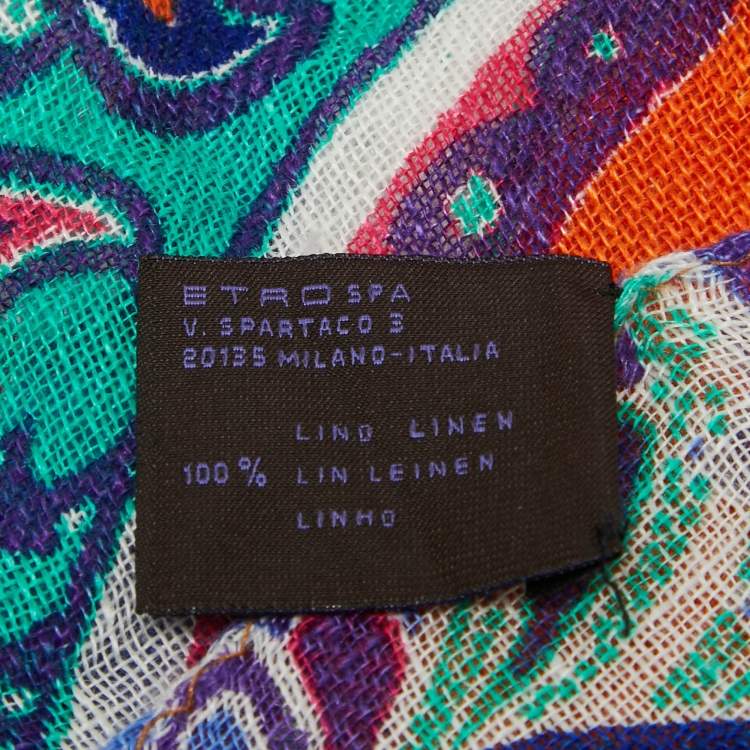 ETRO SPA
V. SPARTACO 3
20135 MILANO-ITALIA
LINO LINEN
100% LIN LEINEN
LINHO